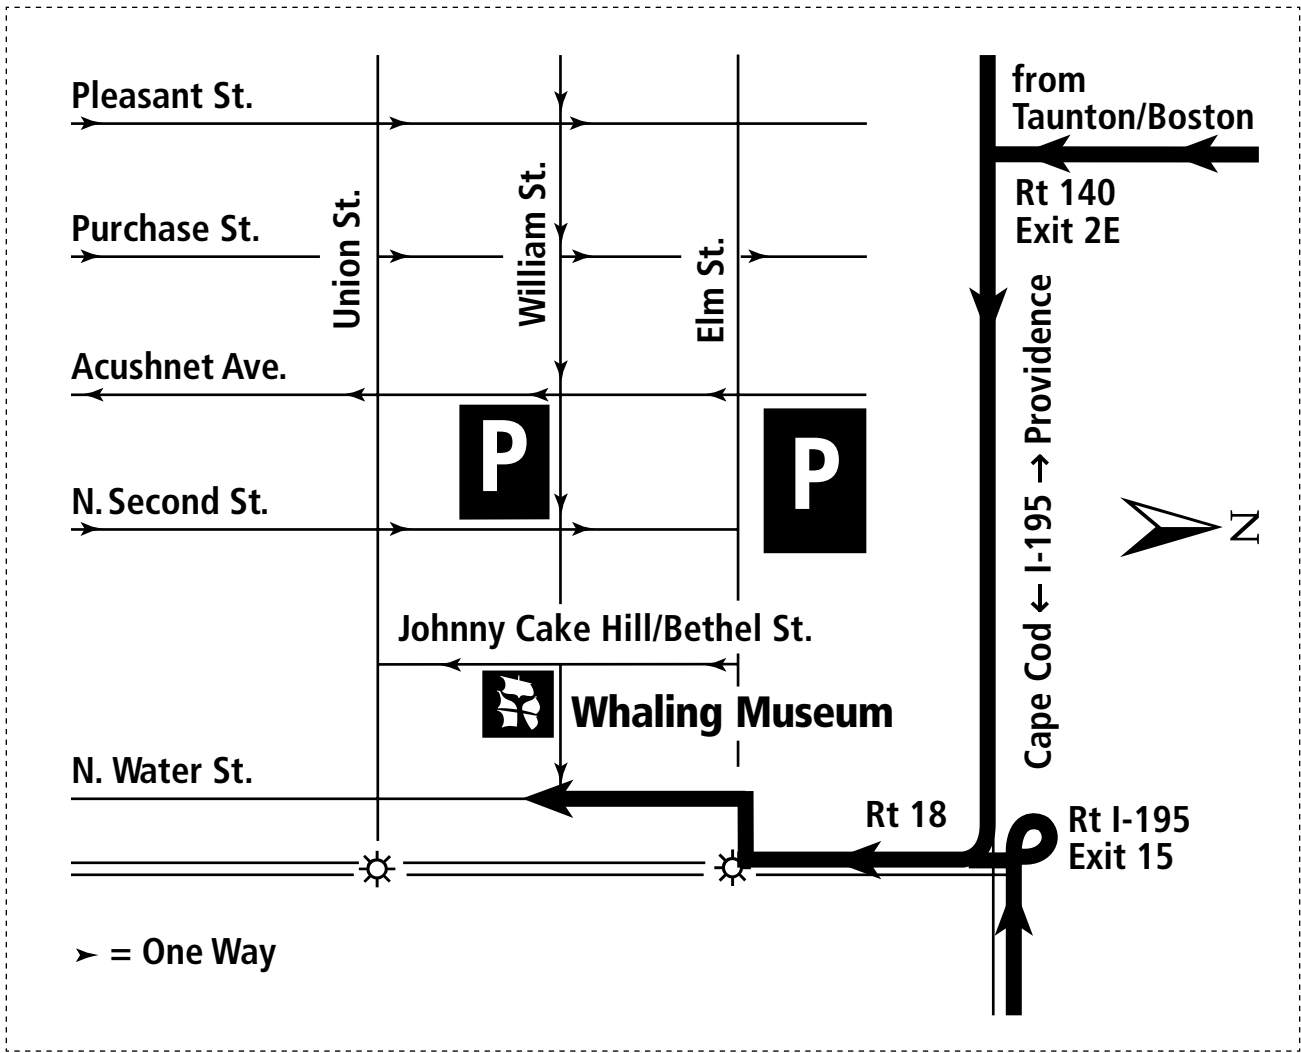 from
Taunton/Boston
Pleasant St.
Rt 140
Exit 2E
Purchase St.
Union St.
William St.
Elm St.
Cape Cod ← I-195 → Providence
Acushnet Ave.
P
P
N. Second St.
N
Johnny Cake Hill/Bethel St.
Whaling Museum
N. Water St.
Rt 18
Rt I-195
Exit 15
➤ = One Way